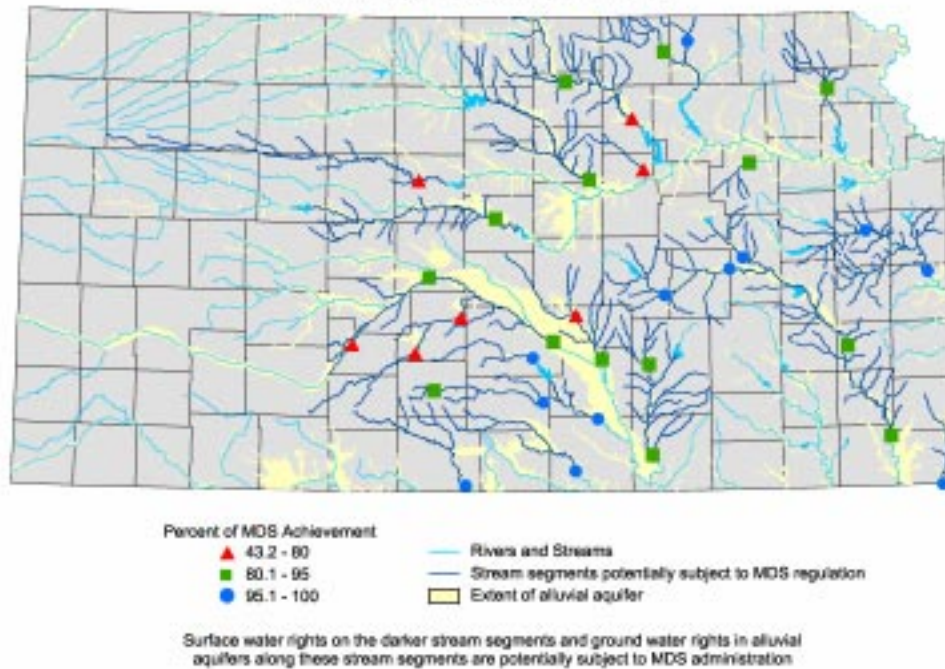 Percent of MDS Achievement
43.2 - 80
80.1 - 95
95.1 - 100
Rivers and Streams
Stream segments potentially subject to MDS regulation
Extent of alluvial aquifer
Surface water rights on the darker stream segments and ground water rights in alluvial
aquifers along these stream segments are potentially subject to MDS administration